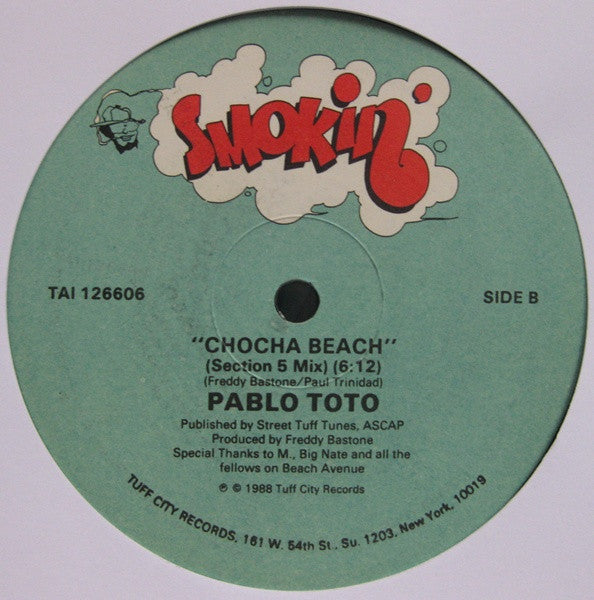 SMOKIN'
TAI 126606
SIDE B
"CHOCHA BEACH"
(Section 5 Mix) (6:12)
(Freddy Bastone/Paul Trinidad)
PABLO TOTO
Published by Street Tuff Tunes, ASCAP
Produced by Freddy Bastone
Special Thanks to M., Big Nate and all the
fellows on Beach Avenue
℗ © 1988 Tuff City Records
TUFF CITY RECORDS, 161 W. 54th St., Su. 1203, New York, 10019